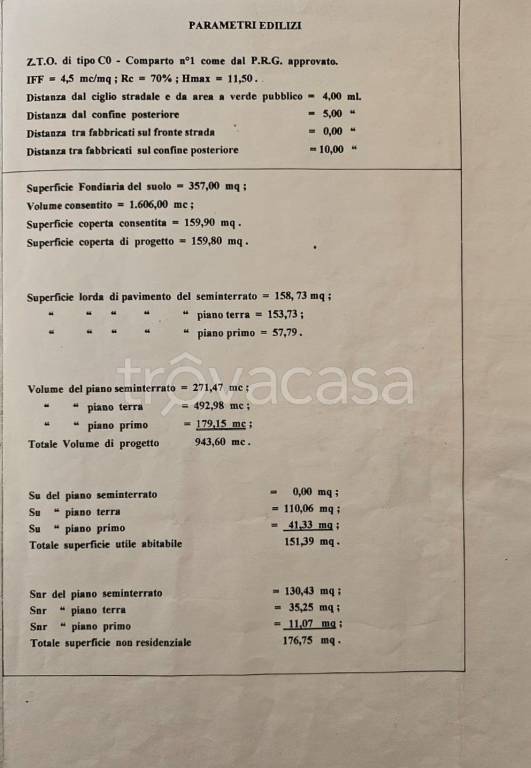 PARAMETRI EDILIZI
Z.T.O. di tipo C0 - Comparto n°1 come dal P.R.G. approvato.
IFF = 4,5 mc/mq ; Rc = 70% ; Hmax = 11,50 .
Distanza dal ciglio stradale e da area a verde pubblico = 4,00 ml.
Distanza dal confine posteriore = 5,00 “
Distanza tra fabbricati sul fronte strada = 0,00 “
Distanza tra fabbricati sul confine posteriore = 10,00 “
Superficie Fondiaria del suolo = 357,00 mq ;
Volume consentito = 1.606,00 mc ;
Superficie coperta consentita = 159,90 mq .
Superficie coperta di progetto = 159,80 mq .
Superficie lorda di pavimento del seminterrato = 158, 73 mq ;
“ “ “ “ “ piano terra = 153,73 ;
“ “ “ “ “ piano primo = 57,79 .
trovacasa
Volume del piano seminterrato = 271,47 mc ;
“ “ piano terra = 492,98 mc ;
“ “ piano primo = 179,15 mc ;
Totale Volume di progetto 943,60 mc .
Su del piano seminterrato = 0,00 mq ;
Su “ piano terra = 110,06 mq ;
Su “ piano primo = 41,33 mq ;
Totale superficie utile abitabile 151,39 mq .
Snr del piano seminterrato = 130,43 mq ;
Snr “ piano terra = 35,25 mq ;
Snr “ piano primo = 11,07 mq ;
Totale superficie non residenziale 176,75 mq .